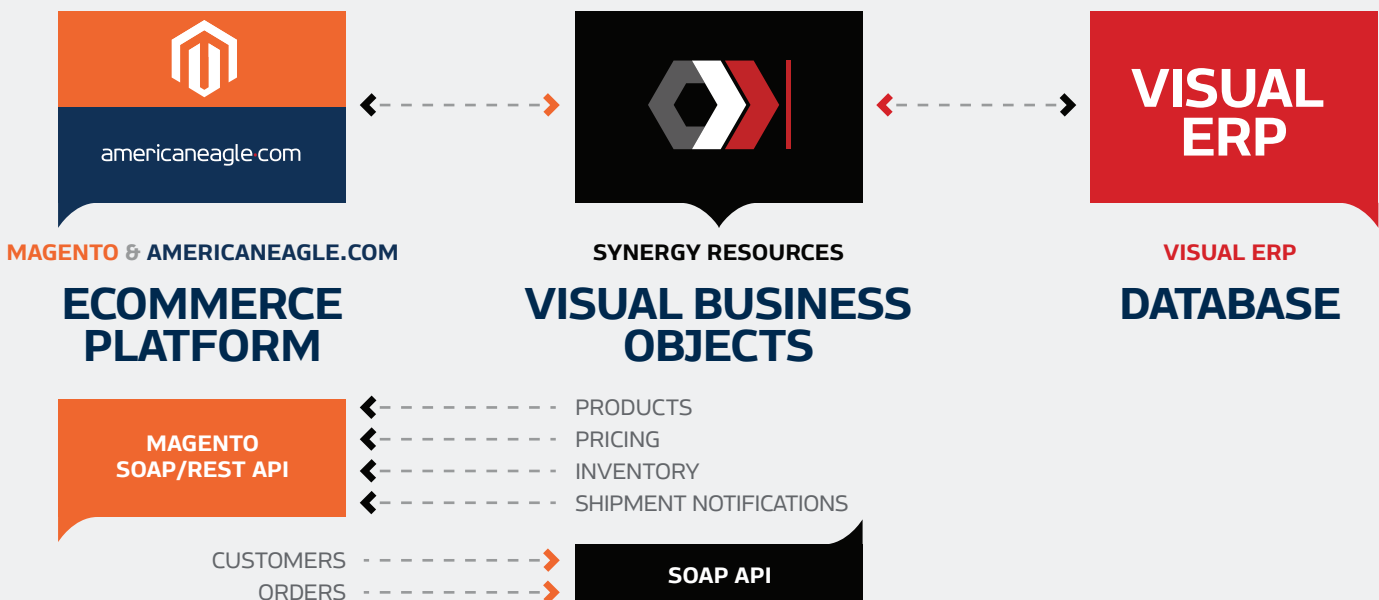 americaneagle.com
VISUAL
ERP
MAGENTO & AMERICANEAGLE.COM
ECOMMERCE
PLATFORM
SYNERGY RESOURCES
VISUAL BUSINESS
OBJECTS
VISUAL ERP
DATABASE
MAGENTO
SOAP/REST API
PRODUCTS
PRICING
INVENTORY
SHIPMENT NOTIFICATIONS
CUSTOMERS
ORDERS
SOAP API